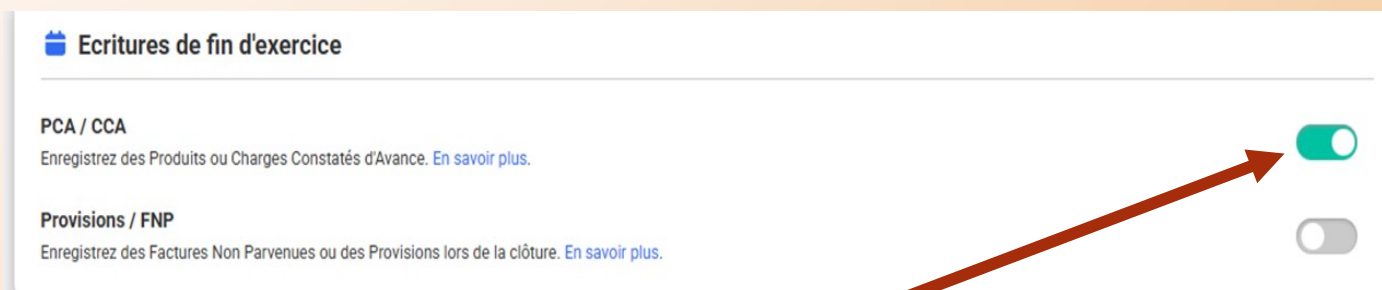 Ecritures de fin d'exercice
PCA / CCA
Enregistrez des Produits ou Charges Constatés d'Avance. En savoir plus.
Provisions / FNP
Enregistrez des Factures Non Parvenues ou des Provisions lors de la clôture. En savoir plus.